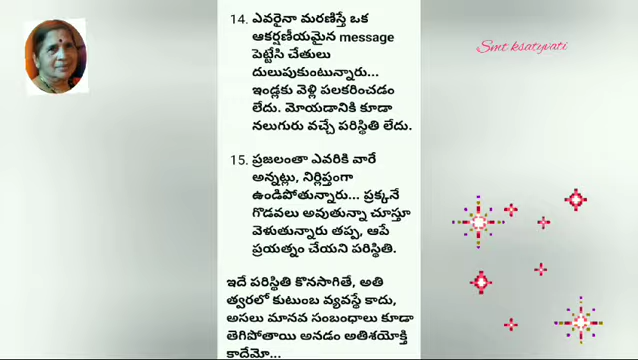 Smt ksatyvati
14. ఎవరైనా మరణిస్తే ఒక
ఆకర్షణీయమైన message
పెట్టేసి చేతులు
దులుపుకుంటున్నారు...
ఇండ్లకు వెళ్లి పలకరించడం
లేదు. మోయడానికి కూడా
నలుగురు వచ్చే పరిస్థితి లేదు.
15. ప్రజలంతా ఎవరికి వారే
అన్నట్లు, నిర్లిప్తంగా
ఉండిపోతున్నారు... ప్రక్కనే
గొడవలు అవుతున్నా చూస్తూ
వెళుతున్నారు తప్ప, ఆపే
ప్రయత్నం చేయని పరిస్థితి.
ఇదే పరిస్థితి కొనసాగితే, అతి
త్వరలో కుటుంబ వ్యవస్థే కాదు,
అసలు మానవ సంబంధాలు కూడా
తెగిపోతాయి అనడం అతిశయోక్తి
కాదేమో...